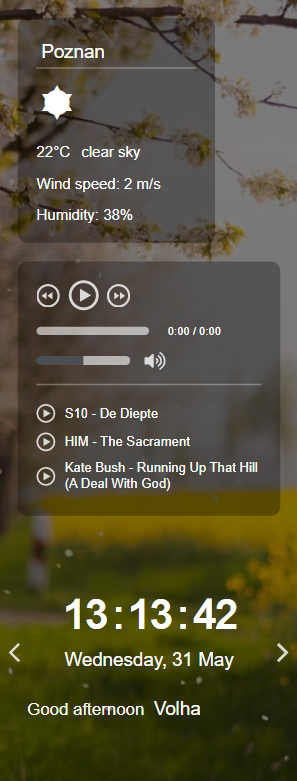 Poznan
22°C clear sky
Wind speed: 2 m/s
Humidity: 38%
0:00 / 0:00
S10 - De Diepte
HIM - The Sacrament
Kate Bush - Running Up That Hill
(A Deal With God)
13:13:42
Wednesday, 31 May
Good afternoon Volha